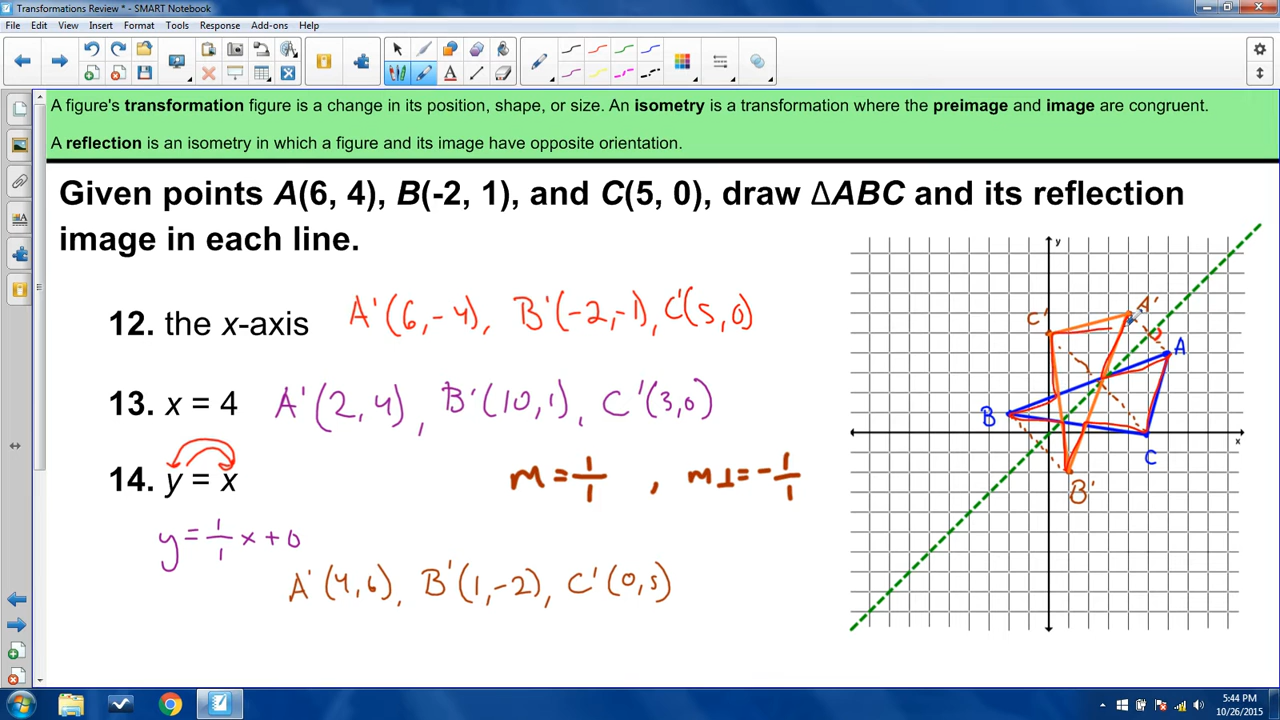 Transformations Review * - SMART Notebook
File Edit View Insert Format Tools Response Add-ons Help
A figure's transformation figure is a change in its position, shape, or size. An isometry is a transformation where the preimage and image are congruent.
A reflection is an isometry in which a figure and its image have opposite orientation.
Given points A(6, 4), B(-2, 1), and C(5, 0), draw ΔABC and its reflection
image in each line.
12. the x-axis A'(6,-4), B'(-2,-1), C'(5,0)
13. x = 4 A'(2,4), B'(10,1), C'(3,0)
14. y = x m = 1/1 , m⊥ = -1/1
y = 1/1 x + 0
A'(4,6), B'(1,-2), C'(0,5)
y
A'
C'
A
B
x
C
B'
5:44 PM
10/26/2015